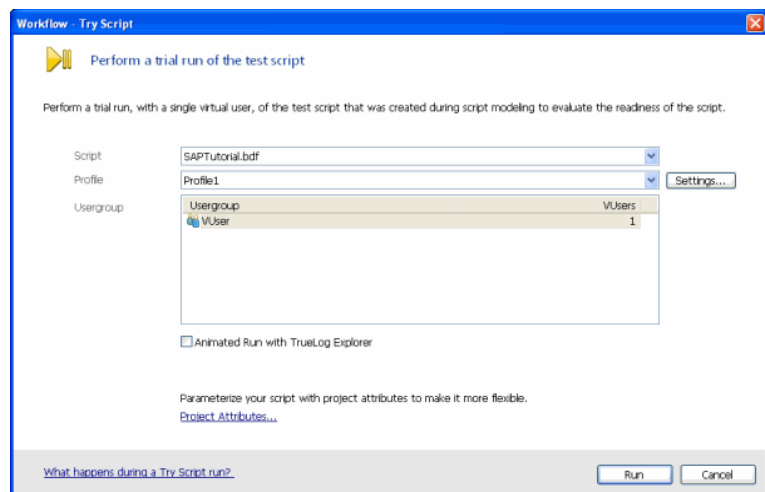 Workflow - Try Script
Perform a trial run of the test script
Perform a trial run, with a single virtual user, of the test script that was created during script modeling to evaluate the readiness of the script.
Script SAPTutorial.bdf
Profile Profile1 Settings...
Usergroup Usergroup VUsers
VUser 1
Animated Run with TrueLog Explorer
Parameterize your script with project attributes to make it more flexible.
Project Attributes...
What happens during a Try Script run? Run Cancel